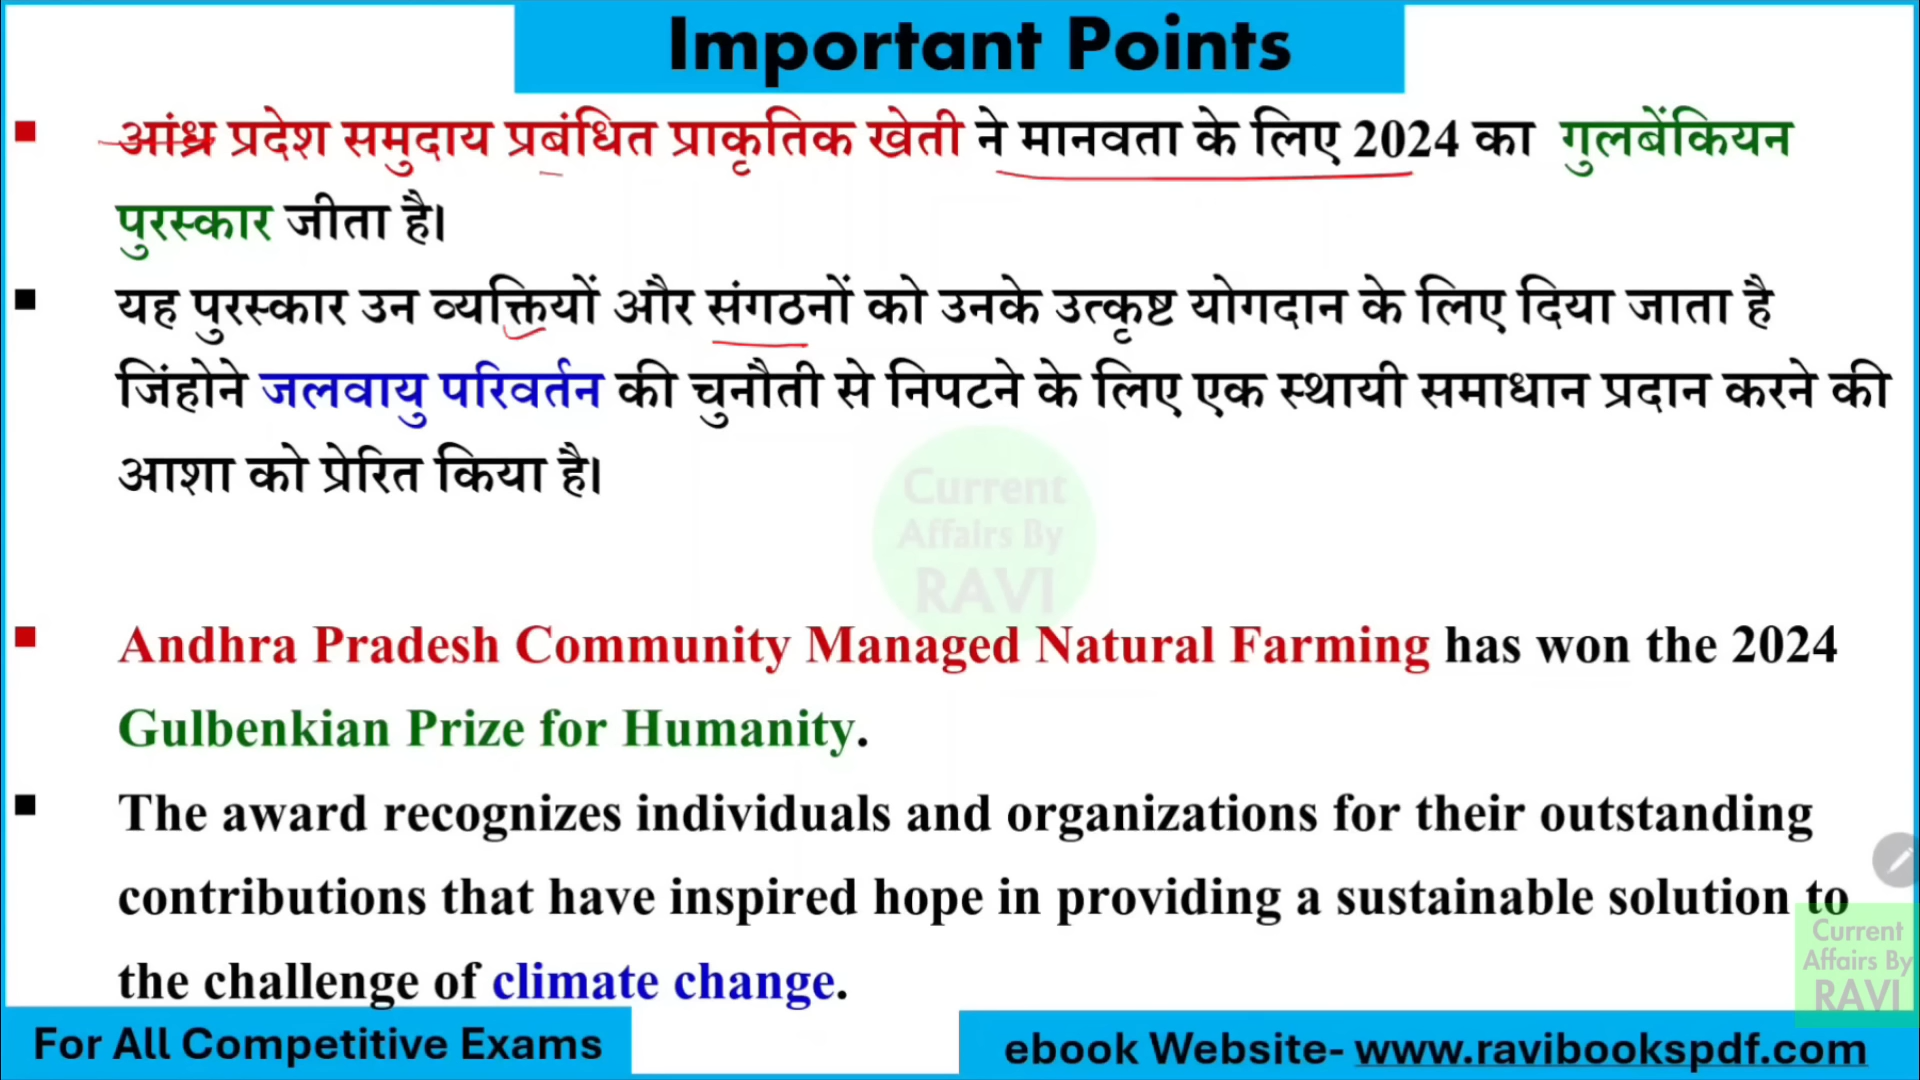 Important Points
▪ आंध्र प्रदेश समुदाय प्रबंधित प्राकृतिक खेती ने मानवता के लिए 2024 का गुलबेंकियन
पुरस्कार जीता है।
▪ यह पुरस्कार उन व्यक्तियों और संगठनों को उनके उत्कृष्ट योगदान के लिए दिया जाता है
जिंहोने जलवायु परिवर्तन की चुनौती से निपटने के लिए एक स्थायी समाधान प्रदान करने की
आशा को प्रेरित किया है।
Current
Affairs By
RAVI
▪ Andhra Pradesh Community Managed Natural Farming has won the 2024
Gulbenkian Prize for Humanity.
▪ The award recognizes individuals and organizations for their outstanding
contributions that have inspired hope in providing a sustainable solution to
the challenge of climate change.
Current
Affairs By
RAVI
For All Competitive Exams
ebook Website- www.ravibookspdf.com